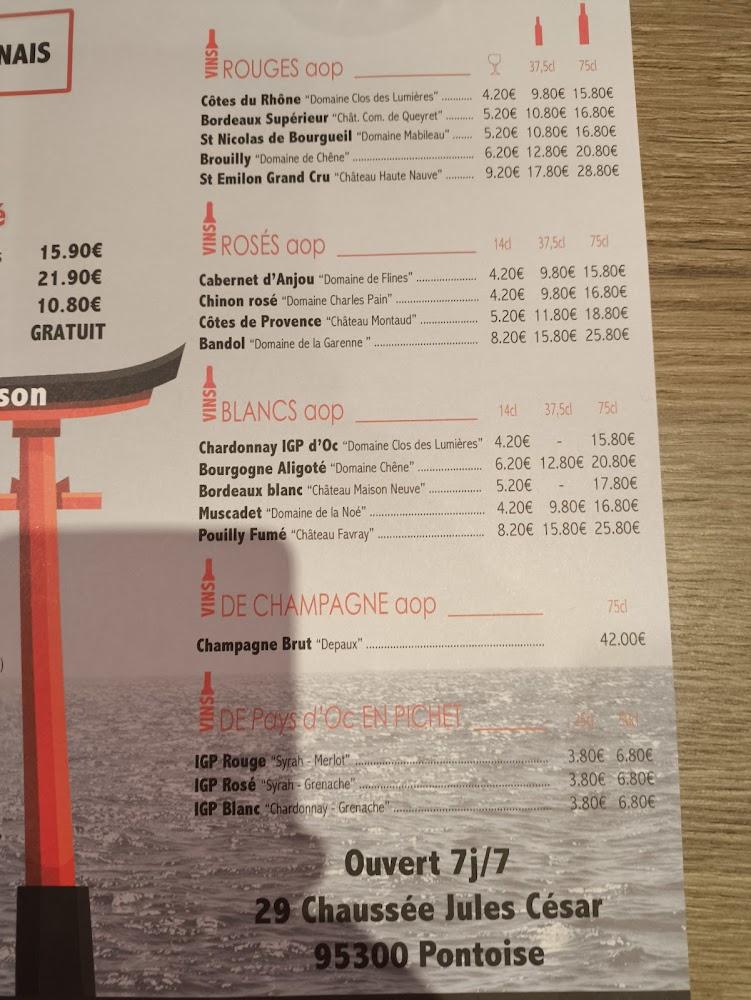 NAIS
é
s 15.90€
21.90€
10.80€
GRATUIT
son
)
VINS ROUGES aop 37,5cl 75cl
Côtes du Rhône "Domaine Clos des Lumières" 4.20€ 9.80€ 15.80€
Bordeaux Supérieur "Chât. Com. de Queyret" 5.20€ 10.80€ 16.80€
St Nicolas de Bourgueil "Domaine Mabileau" 5.20€ 10.80€ 16.80€
Brouilly "Domaine de Chêne" 6.20€ 12.80€ 20.80€
St Emilon Grand Cru "Château Haute Nauve" 9.20€ 17.80€ 28.80€
VINS ROSÉS aop 14cl 37,5cl 75cl
Cabernet d'Anjou "Domaine de Flines" 4.20€ 9.80€ 15.80€
Chinon rosé "Domaine Charles Pain" 4.20€ 9.80€ 16.80€
Côtes de Provence "Château Montaud" 5.20€ 11.80€ 18.80€
Bandol "Domaine de la Garenne " 8.20€ 15.80€ 25.80€
VINS BLANCS aop 14cl 37,5cl 75cl
Chardonnay IGP d'Oc "Domaine Clos des Lumières" 4.20€ - 15.80€
Bourgogne Aligoté "Domaine Chêne" 6.20€ 12.80€ 20.80€
Bordeaux blanc "Château Maison Neuve" 5.20€ - 17.80€
Muscadet "Domaine de la Noé" 4.20€ 9.80€ 16.80€
Pouilly Fumé "Château Favray" 8.20€ 15.80€ 25.80€
VINS DE CHAMPAGNE aop 75cl
Champagne Brut "Depaux" 42.00€
VINS DE Pays d'Oc EN PICHET
IGP Rouge "Syrah - Merlot" 3.80€ 6.80€
IGP Rosé "Syrah - Grenache" 3.80€ 6.80€
IGP Blanc "Chardonnay - Grenache" 3.80€ 6.80€
Ouvert 7j/7
29 Chaussée Jules César
95300 Pontoise